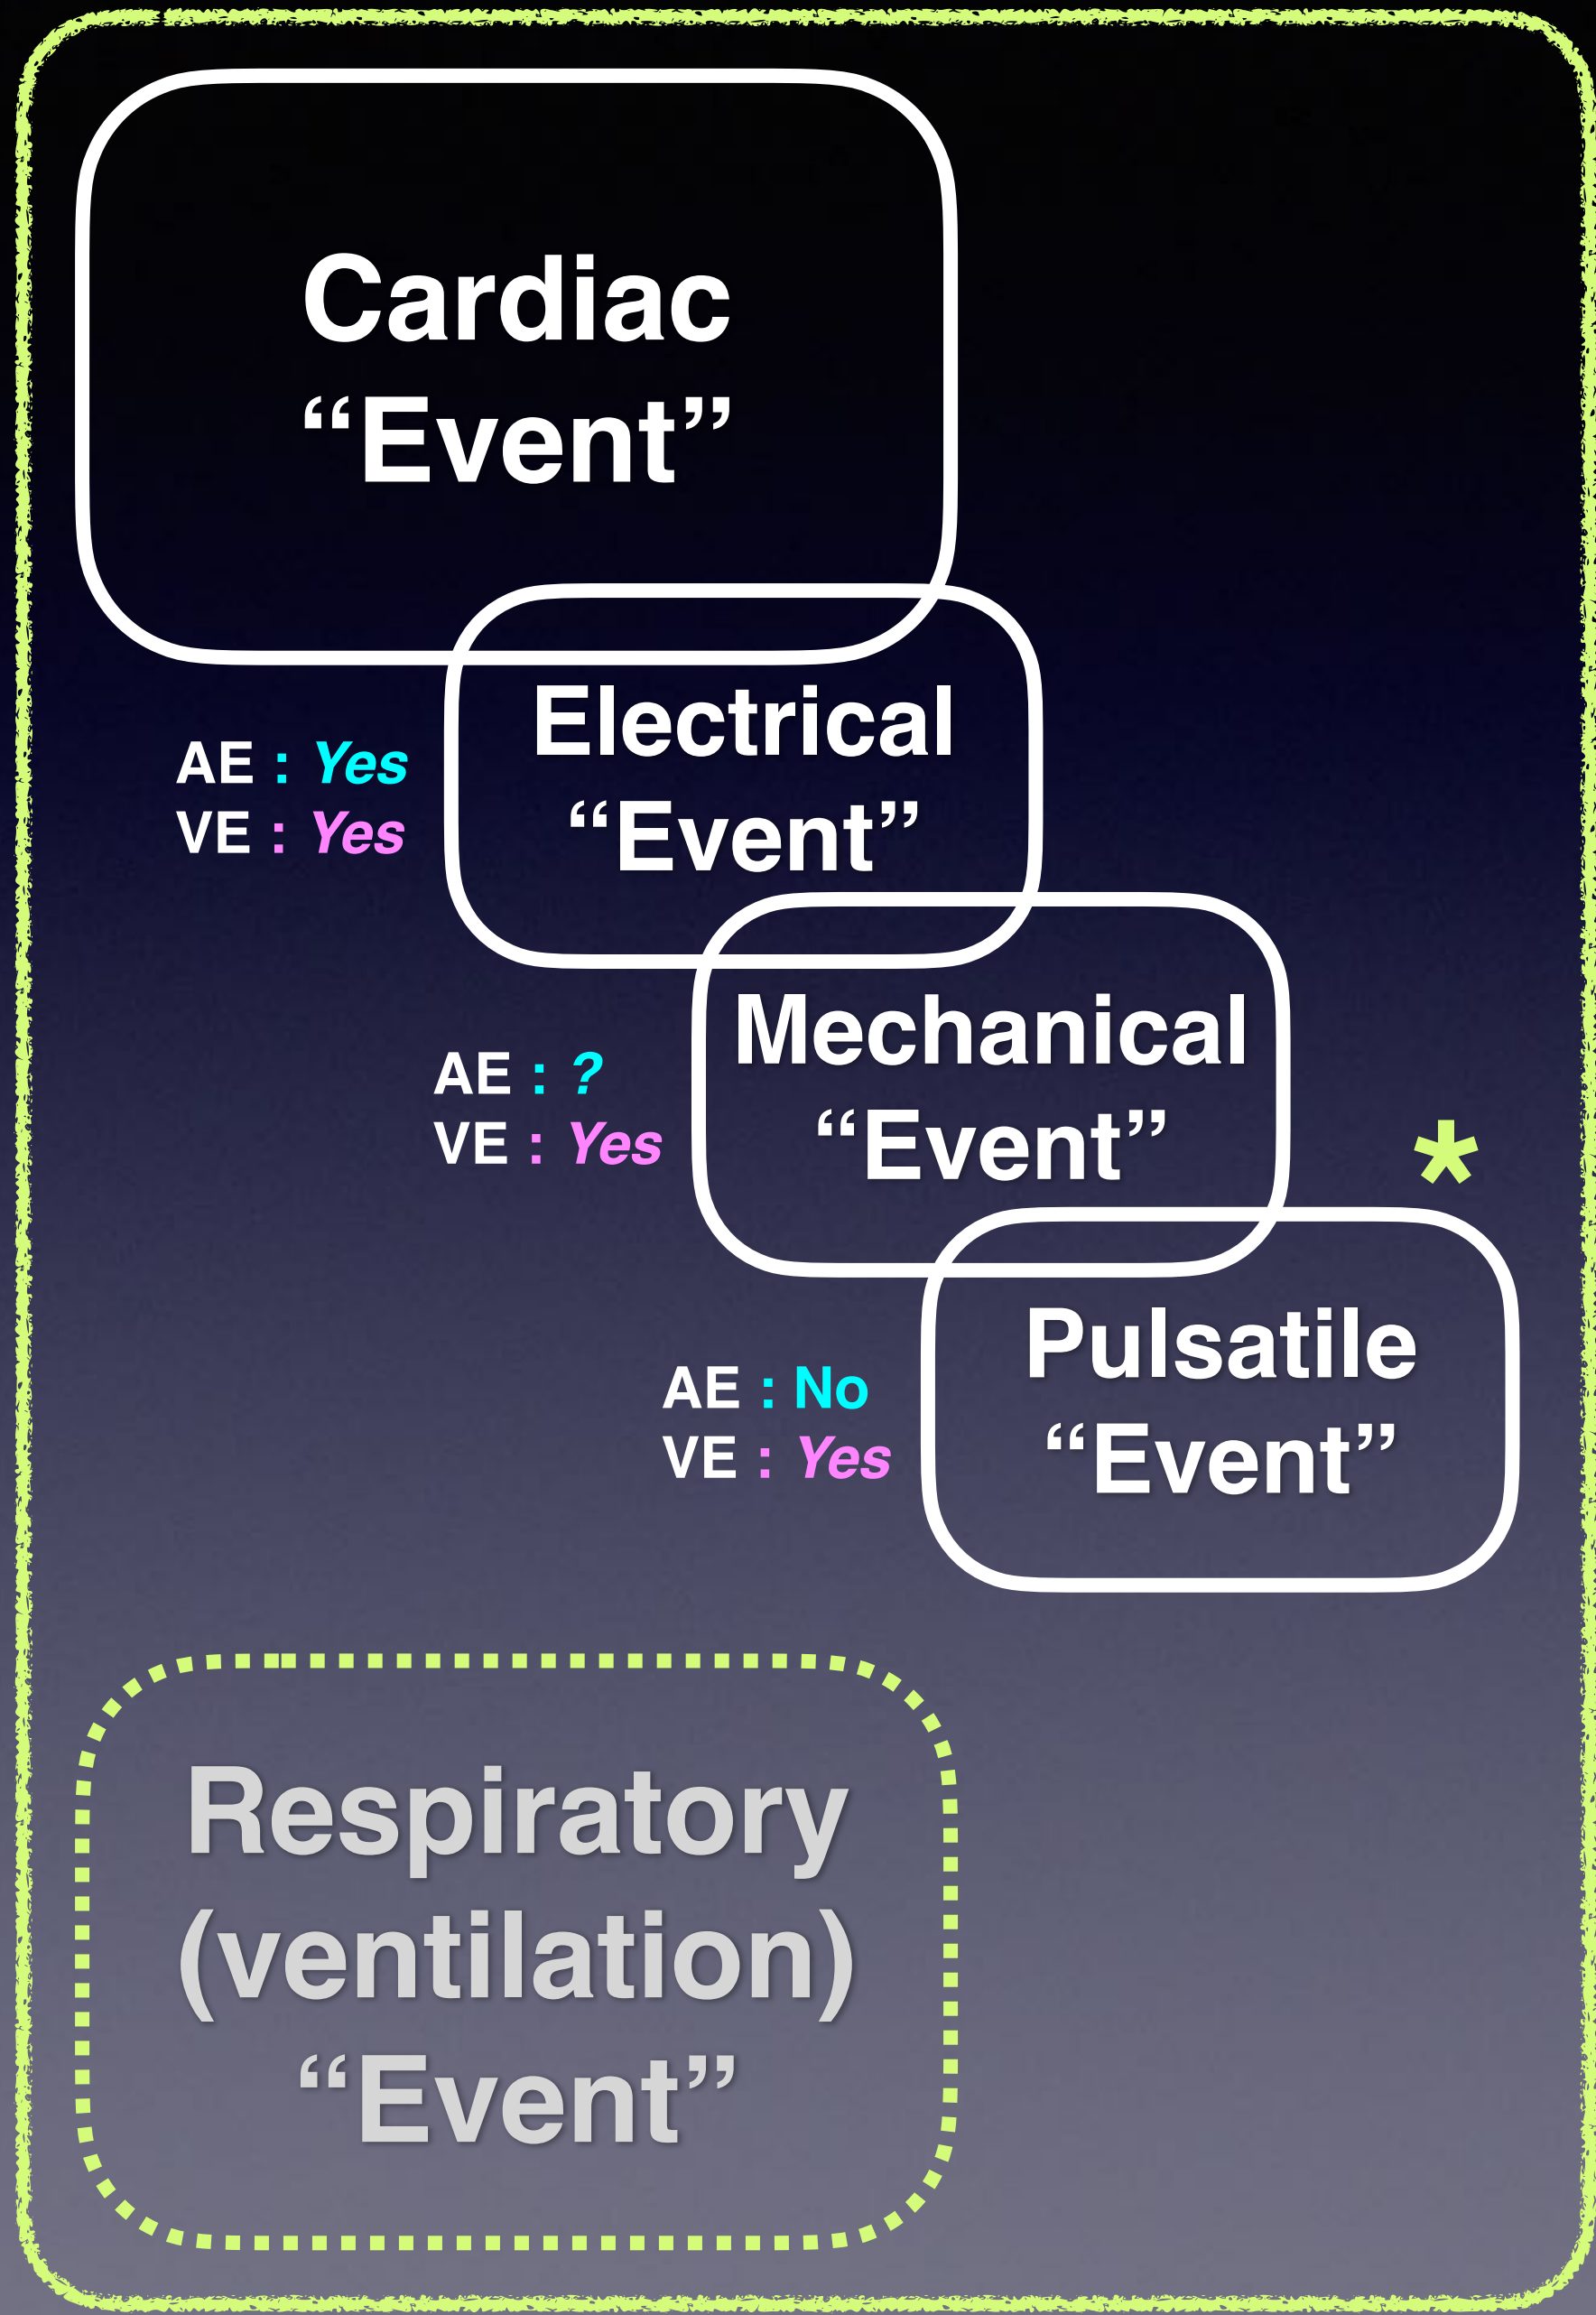 Cardiac
“Event”
Electrical
“Event”
AE : Yes
VE : Yes
Mechanical
“Event”
AE : ?
VE : Yes
*
Pulsatile
“Event”
AE : No
VE : Yes
Respiratory
(ventilation)
“Event”